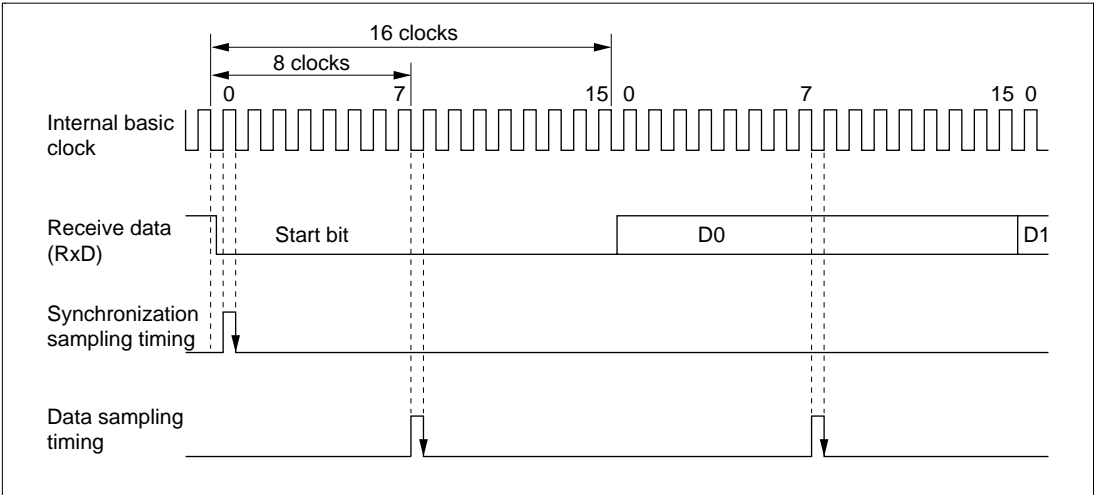 16 clocks
8 clocks
0 7 15 0 7 15 0
Internal basic
clock
Receive data
(RxD)
Start bit D0 D1
Synchronization
sampling timing
Data sampling
timing